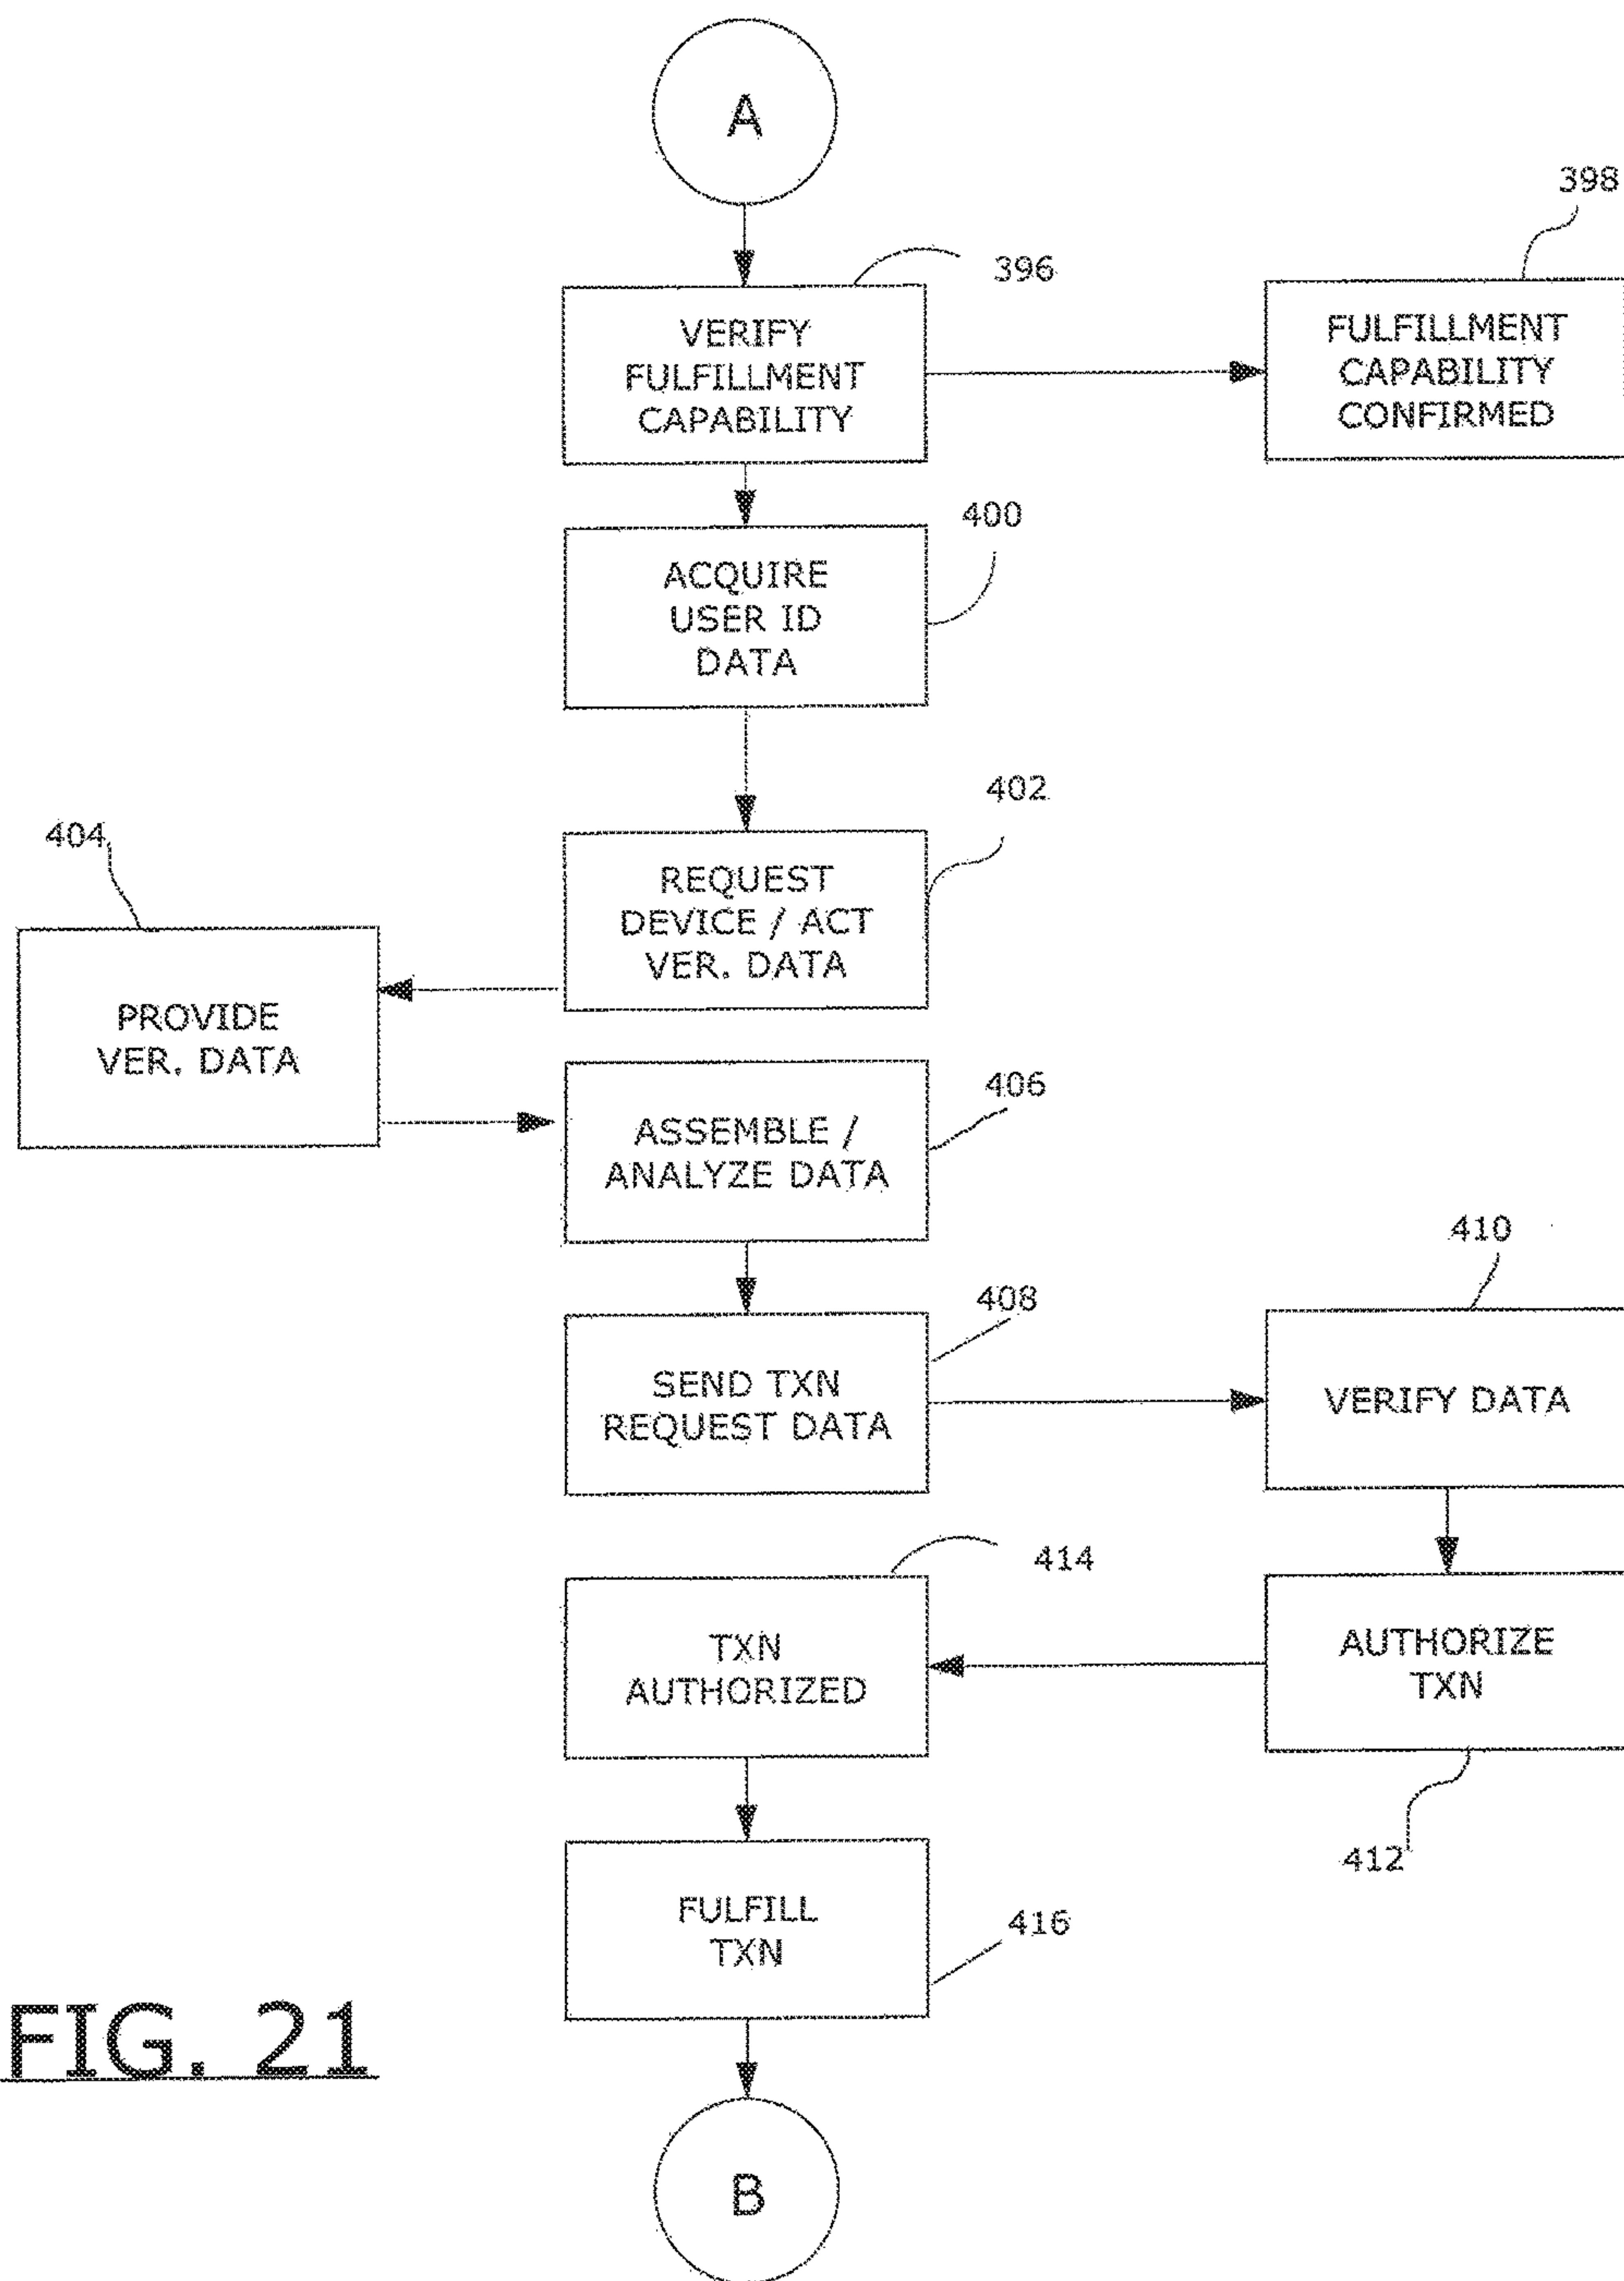 A
398
396
VERIFY
FULFILLMENT
CAPABILITY
FULFILLMENT
CAPABILITY
CONFIRMED
400
ACQUIRE
USER ID
DATA
402
404
REQUEST
DEVICE / ACT
VER. DATA
PROVIDE
VER. DATA
406
ASSEMBLE /
ANALYZE DATA
410
408
SEND TXN
REQUEST DATA
VERIFY DATA
414
TXN
AUTHORIZED
AUTHORIZE
TXN
412
FULFILL
TXN
416
FIG. 21
B